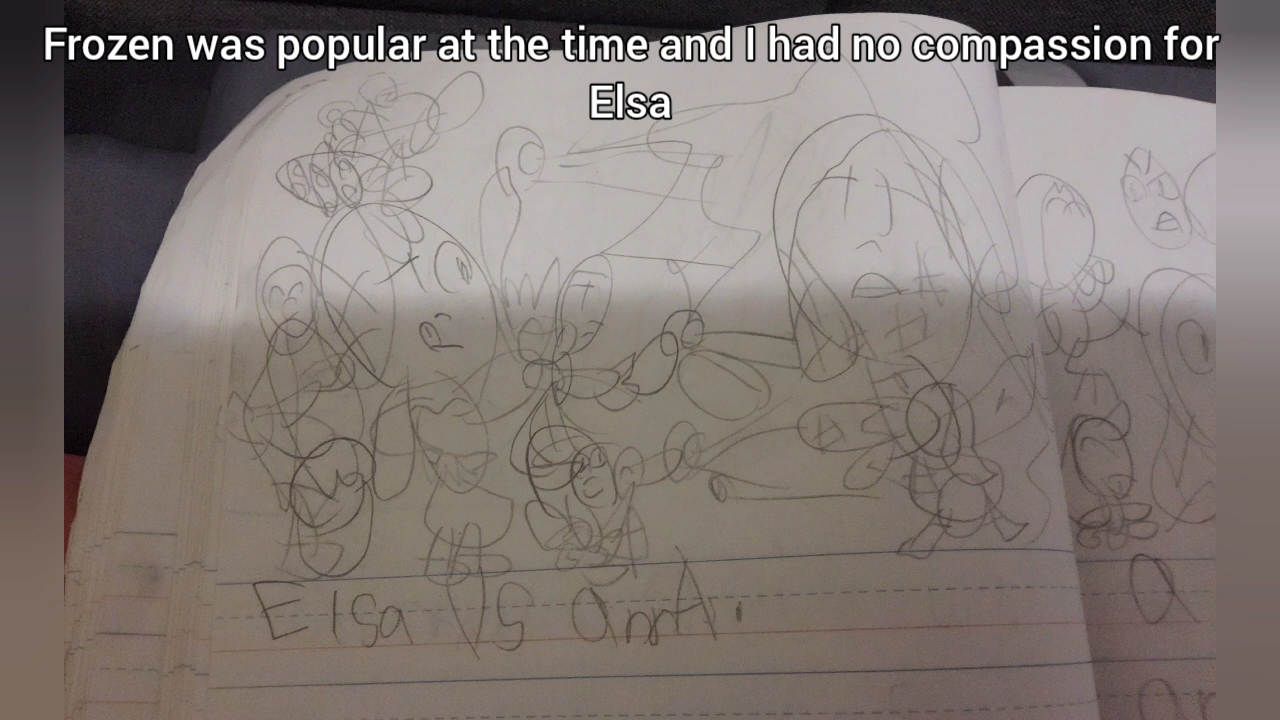 Frozen was popular at the time and I had no compassion for
Elsa
Elsa VS annA.
a